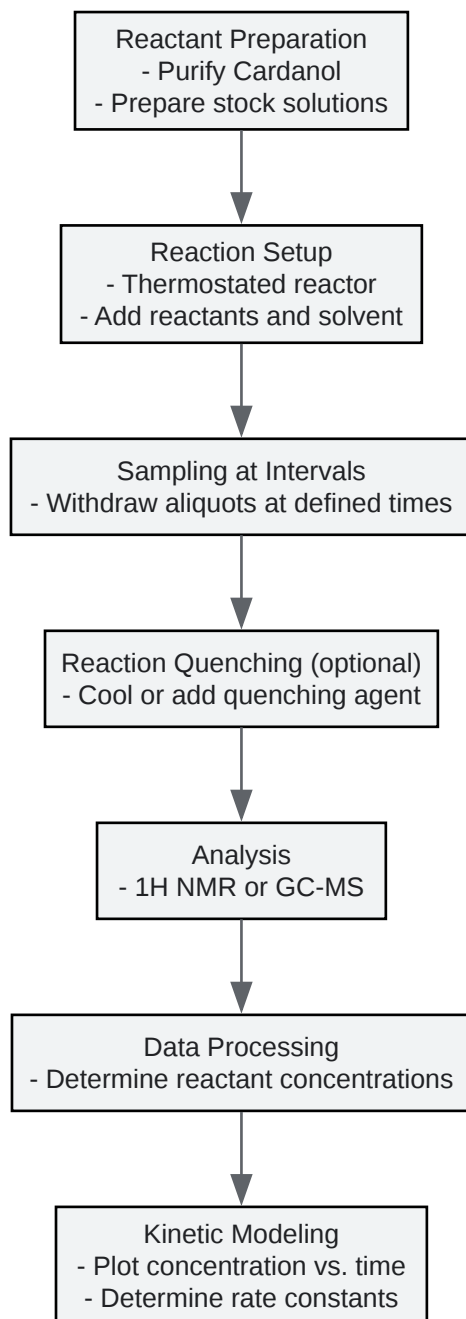 Reactant Preparation
- Purify Cardanol
- Prepare stock solutions
Reaction Setup
- Thermostated reactor
- Add reactants and solvent
Sampling at Intervals
- Withdraw aliquots at defined times
Reaction Quenching (optional)
- Cool or add quenching agent
Analysis
- 1H NMR or GC-MS
Data Processing
- Determine reactant concentrations
Kinetic Modeling
- Plot concentration vs. time
- Determine rate constants